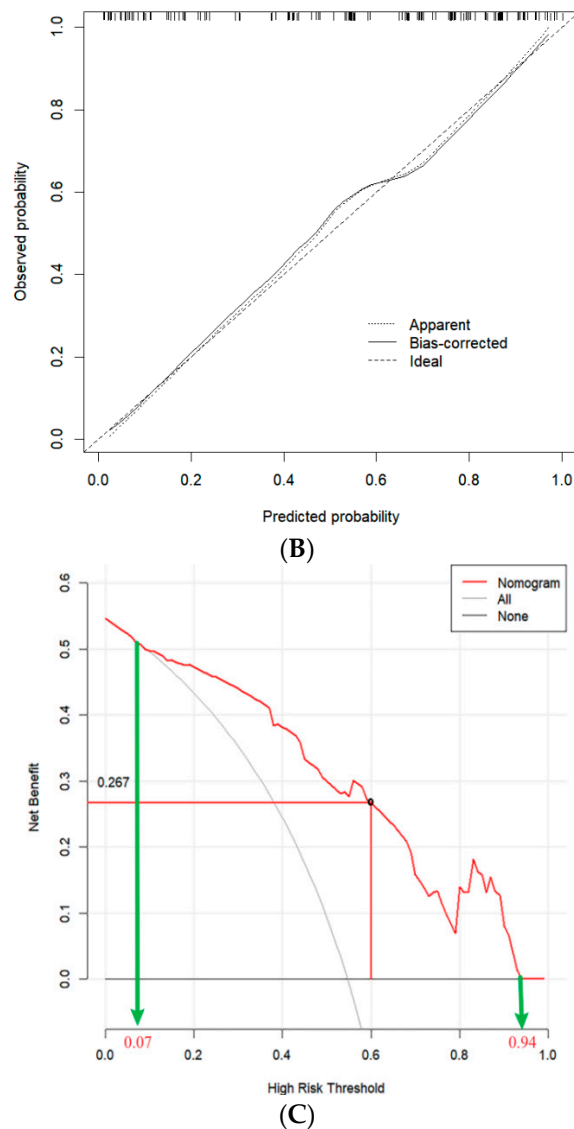 1.0
0.8
0.6
0.4
0.2
0.0
Observed probability
Apparent
Bias-corrected
Ideal
0.0 0.2 0.4 0.6 0.8 1.0
Predicted probability
(B)
0.6
0.5
0.4
0.3
0.2
0.1
0.0
Net Benefit
Nomogram
All
None
0.267
0.0 0.2 0.4 0.6 0.8 1.0
0.07 0.94
High Risk Threshold
(C)